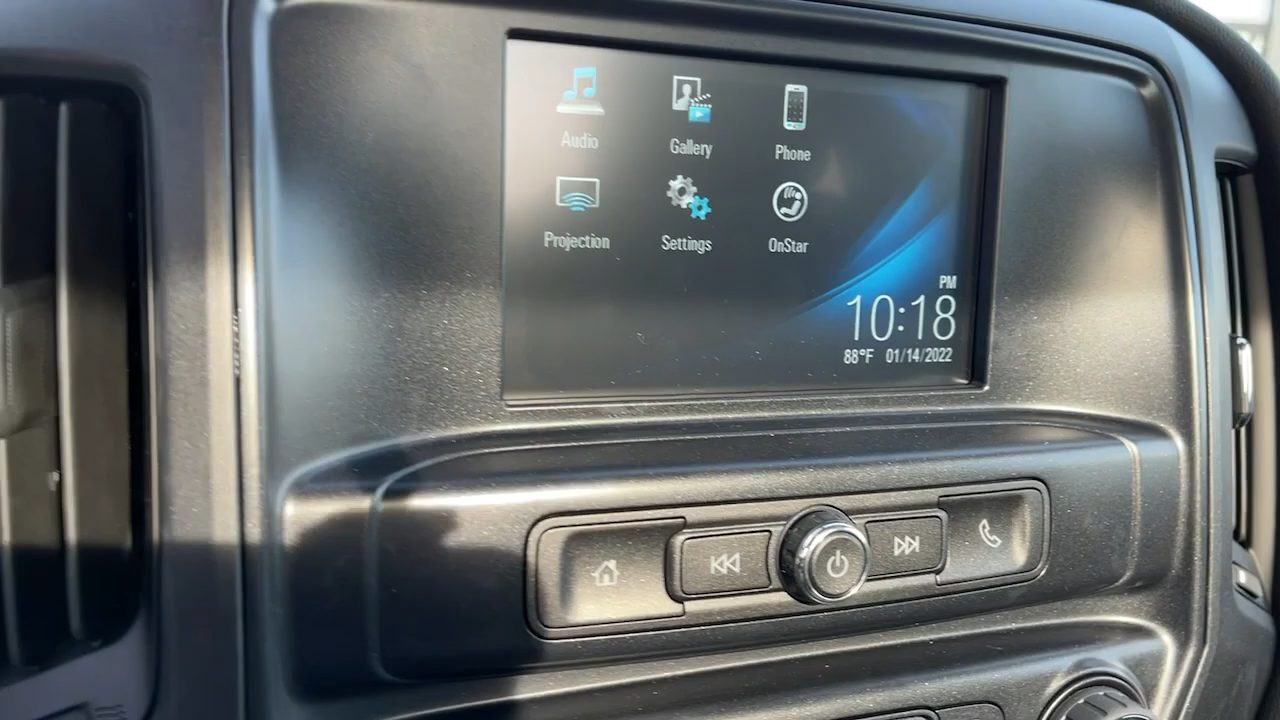 Audio
Gallery
Phone
Projection
Settings
OnStar
PM
10:18
88°F 01/14/2022